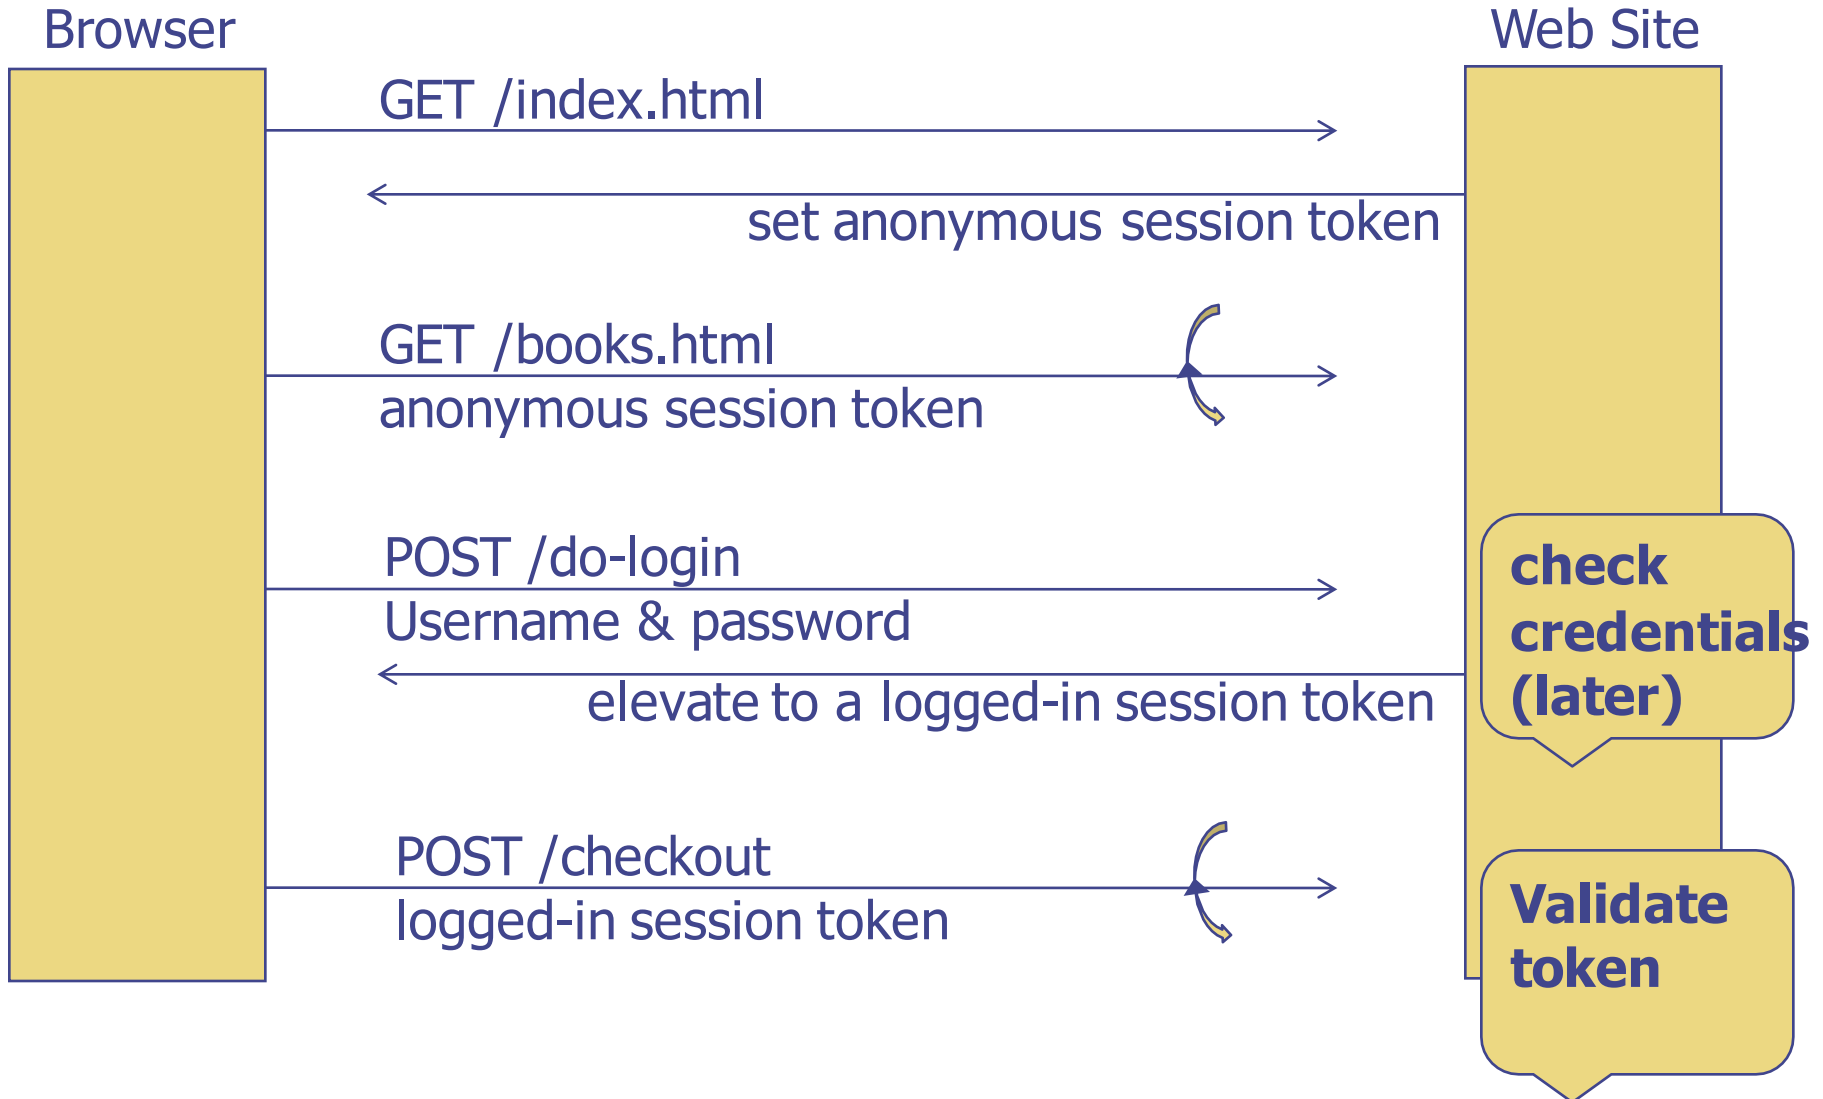 Browser
Web Site
GET /index.html
set anonymous session token
GET /books.html
anonymous session token
POST /do-login
Username & password
elevate to a logged-in session token
check
credentials
(later)
POST /checkout
logged-in session token
Validate
token